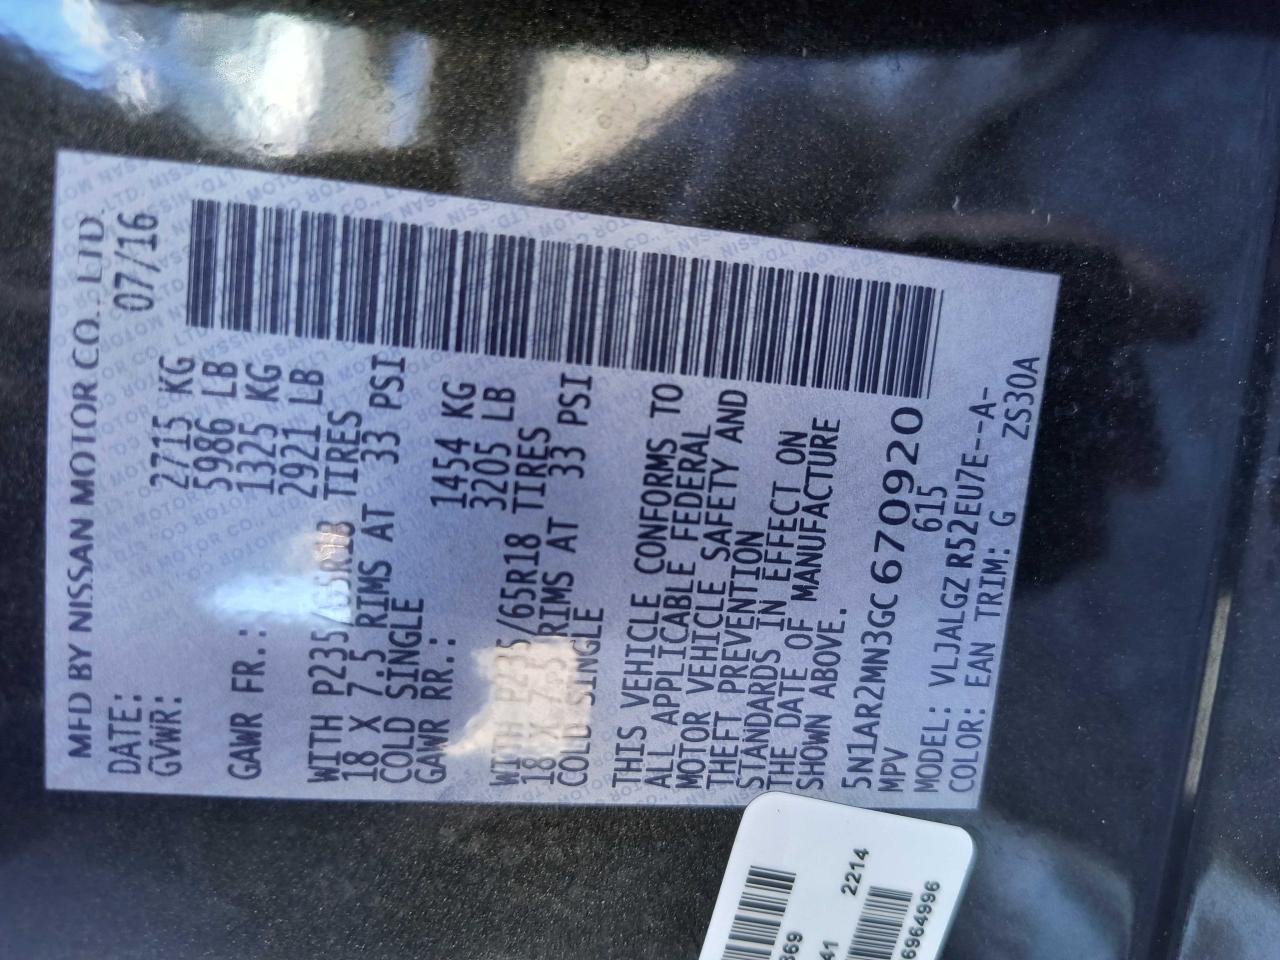 MFD BY NISSAN MOTOR CO., LTD.
DATE: 07/16
GVWR: 2715 KG
5986 LB
GAWR FR.: 1325 KG
2921 LB
WITH P235/65R18 TIRES
18 X 7.5 RIMS AT 33 PSI
COLD SINGLE
GAWR RR.: 1454 KG
3205 LB
WITH P235/65R18 TIRES
18 X 7.5 RIMS AT 33 PSI
COLD SINGLE
THIS VEHICLE CONFORMS TO
ALL APPLICABLE FEDERAL
MOTOR VEHICLE SAFETY AND
THEFT PREVENTION
STANDARDS IN EFFECT ON
THE DATE OF MANUFACTURE
SHOWN ABOVE.
5N1AR2MN3GC670920
MPV 615
MODEL: VLJALGZ R52EU7E--A-
COLOR: EAN TRIM: G ZS30A
2214
6964996